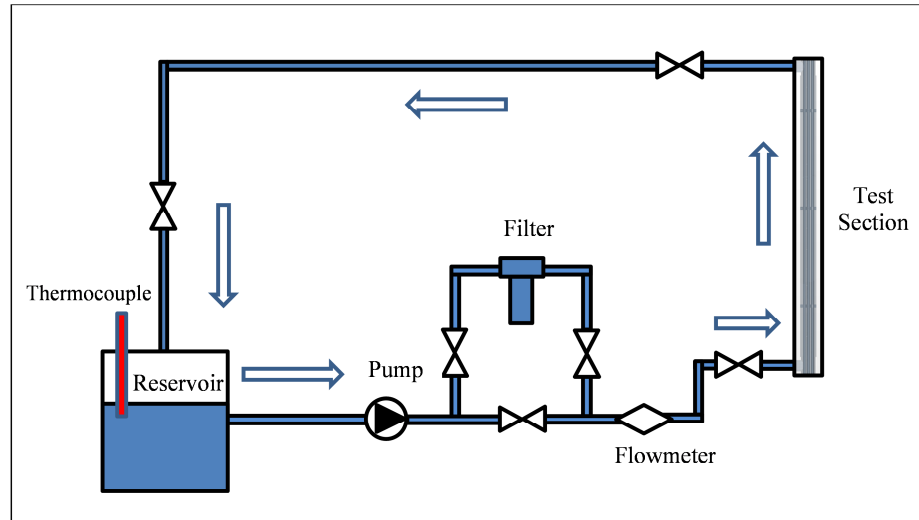 Test
Section
Filter
Thermocouple
Reservoir
Pump
Flowmeter